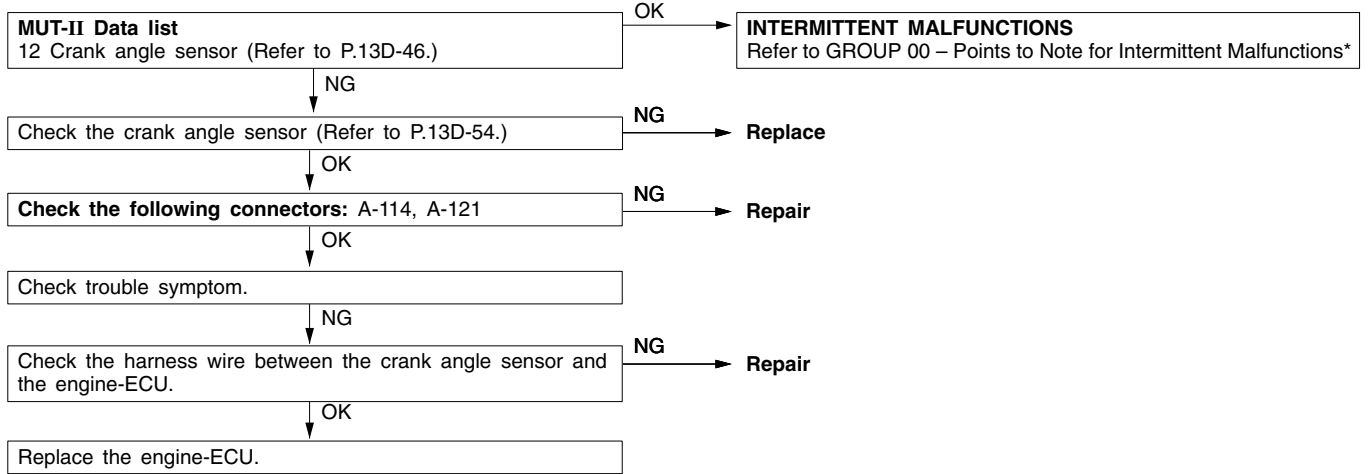 MUT-II Data list
12 Crank angle sensor (Refer to P.13D-46.)
OK
INTERMITTENT MALFUNCTIONS
Refer to GROUP 00 – Points to Note for Intermittent Malfunctions*
NG
Check the crank angle sensor (Refer to P.13D-54.)
NG
Replace
OK
Check the following connectors: A-114, A-121
NG
Repair
OK
Check trouble symptom.
NG
Check the harness wire between the crank angle sensor and
the engine-ECU.
NG
Repair
OK
Replace the engine-ECU.